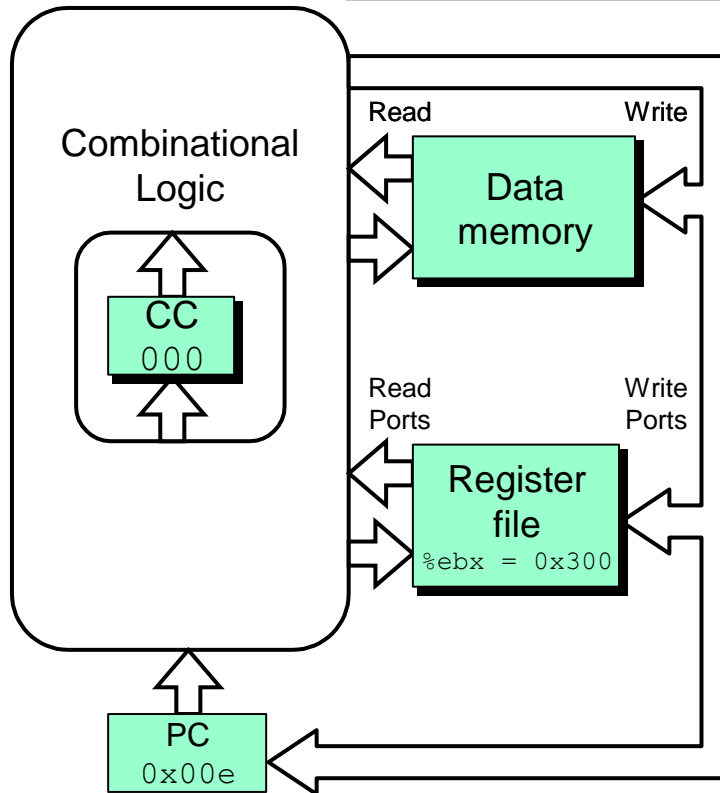 Combinational
Logic
CC
000
Read
Write
Data
memory
Read
Ports
Write
Ports
Register
file
%ebx = 0x300
PC
0x00e